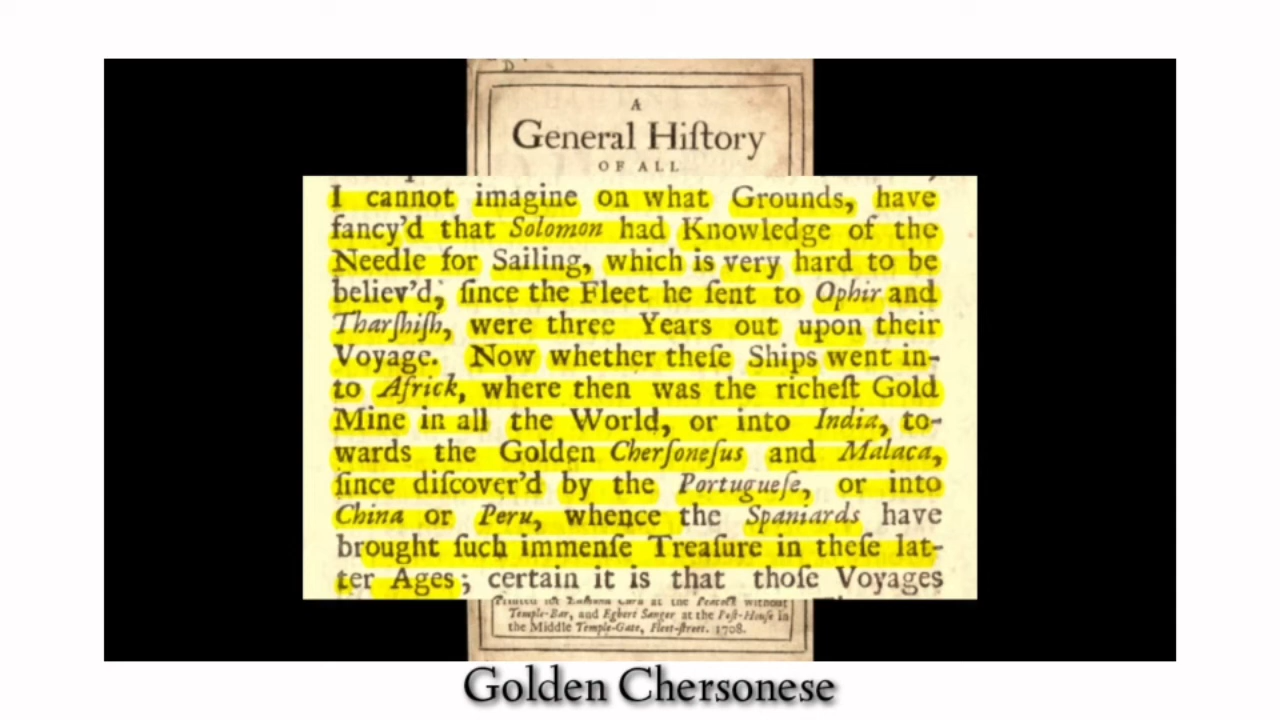 A
General Hiſtory
OF ALL
I cannot imagine on what Grounds, have
fancy'd that Solomon had Knowledge of the
Needle for Sailing, which is very hard to be
believ'd, ſince the Fleet he ſent to Ophir and
Tharſhiſh, were three Years out upon their
Voyage. Now whether theſe Ships went in-
to Africk, where then was the richeſt Gold
Mine in all the World, or into India, to-
wards the Golden Cherſoneſus and Malaca,
ſince diſcover'd by the Portugueſe, or into
China or Peru, whence the Spaniards have
brought ſuch immenſe Treaſure in theſe lat-
ter Ages; certain it is that thoſe Voyages
at the Peacock without
Temple-Bar, and Egbert Sanger at the Poſt-Houſe in
the Middle Temple-Gate, Fleet-ſtreet. 1708.
Golden Chersonese